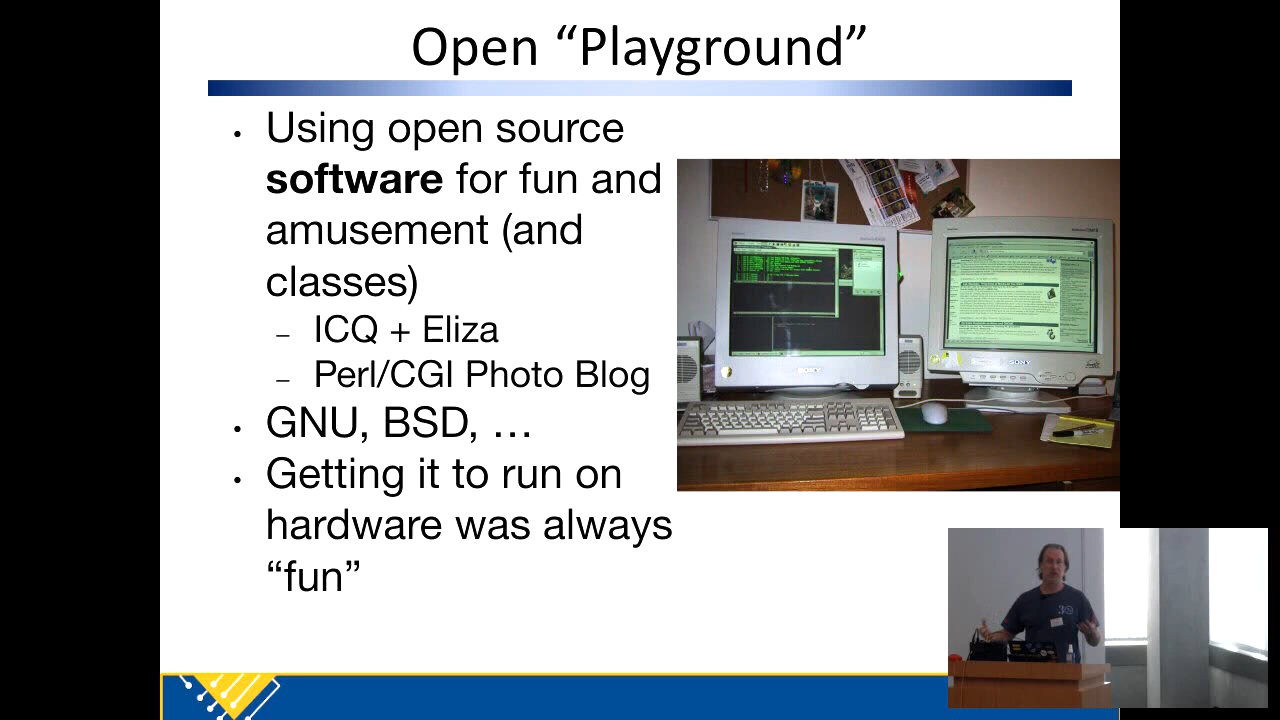 Open “Playground”
• Using open source
software for fun and
amusement (and
classes)
– ICQ + Eliza
– Perl/CGI Photo Blog
• GNU, BSD, …
• Getting it to run on
hardware was always
“fun”
SONY